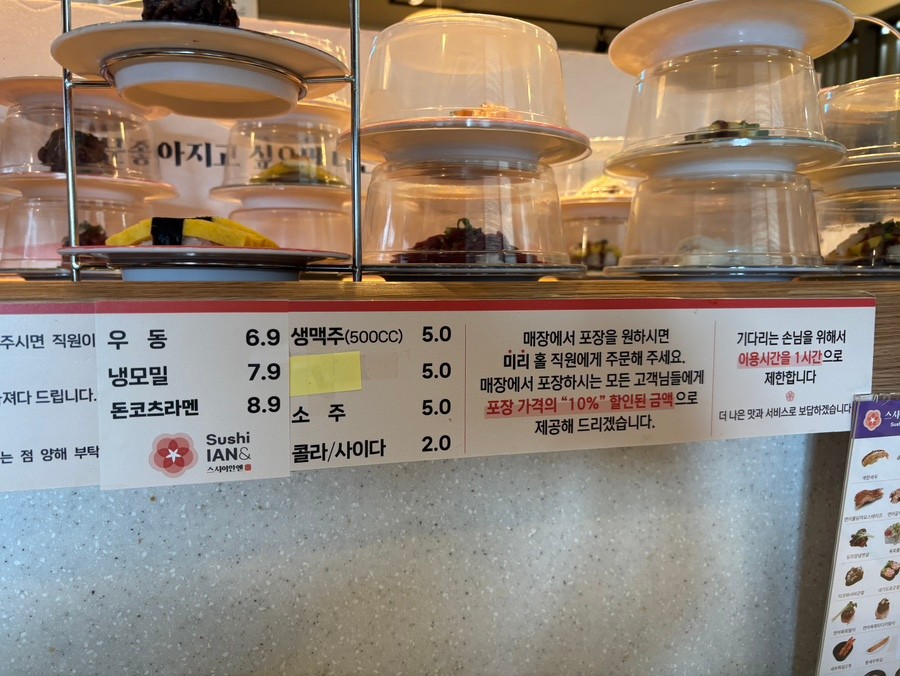 아지고
주시면 직원이
져다 드립니다.
는 점 양해 부탁
우 동 6.9
냉모밀 7.9
돈코츠라멘 8.9
Sushi
IAN&
스시이안앤
생맥주(500CC) 5.0
5.0
소 주 5.0
콜라/사이다 2.0
매장에서 포장을 원하시면
미리 홀 직원에게 주문해 주세요.
매장에서 포장하시는 모든 고객님들에게
포장 가격의 “10%” 할인된 금액으로
제공해 드리겠습니다.
기다리는 손님을 위해서
이용시간을 1시간으로
제한합니다
더 나은 맛과 서비스로 보답하겠습니다